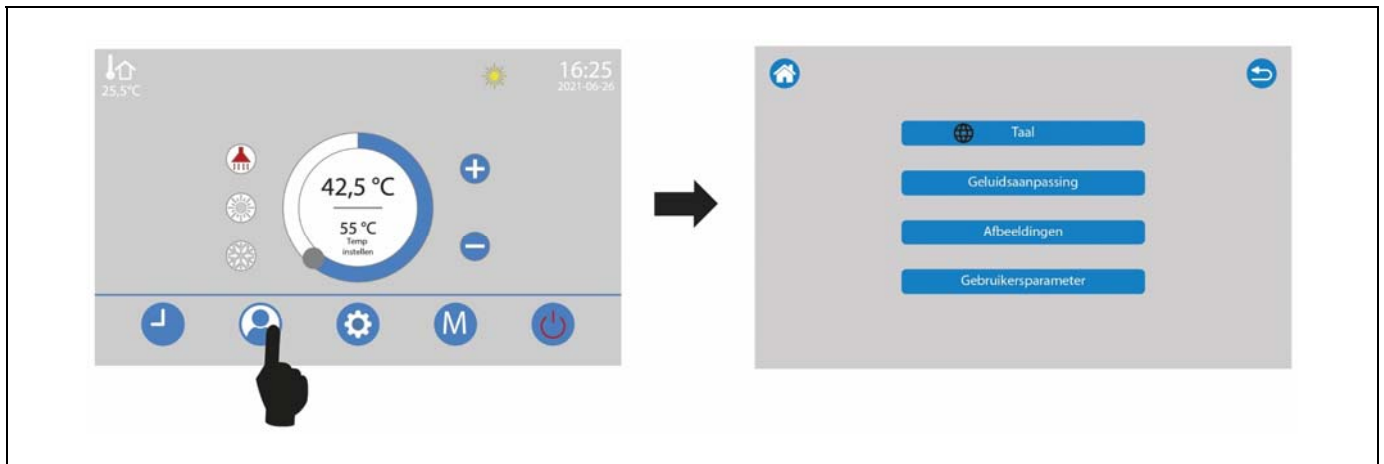 25,5°C
16:25
2021-06-26
42,5 °C
55 °C
Temp
instellen
M
Taal
Geluidsaanpassing
Afbeeldingen
Gebruikersparameter